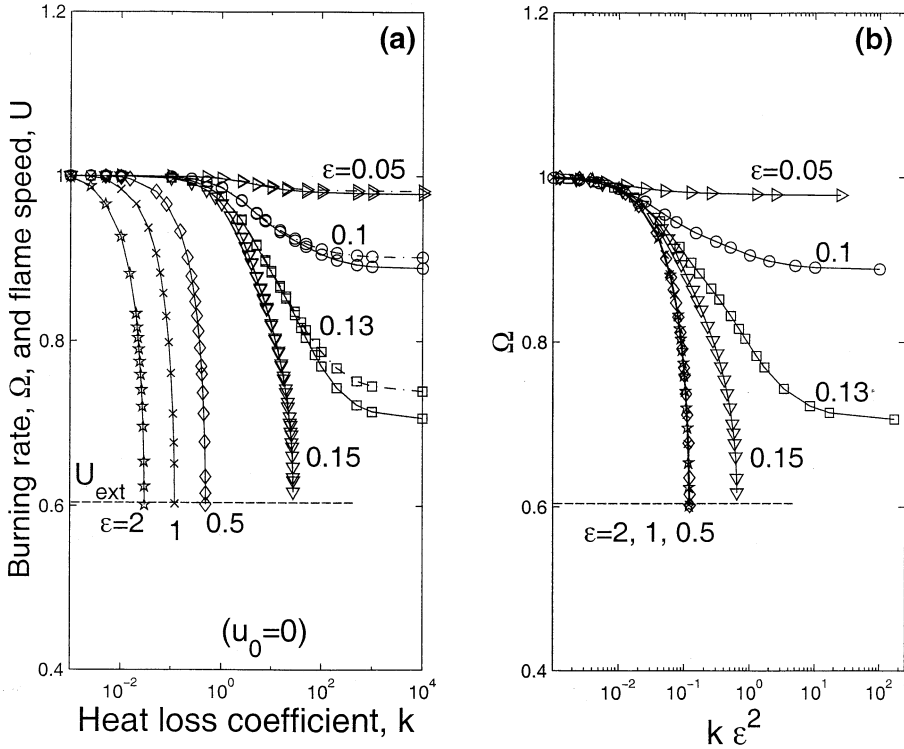 Burning rate, Ω, and flame speed, U
1.2
1
0.8
0.6
0.4
(a)
ε=0.05
0.1
0.13
0.15
U_ext
ε=2
1
0.5
(u_0=0)
10^-2
10^0
10^2
10^4
Heat loss coefficient, k
Ω
1.2
1
0.8
0.6
0.4
(b)
ε=0.05
0.1
0.13
0.15
ε=2, 1, 0.5
10^-2
10^-1
10^0
10^1
10^2
k ε^2